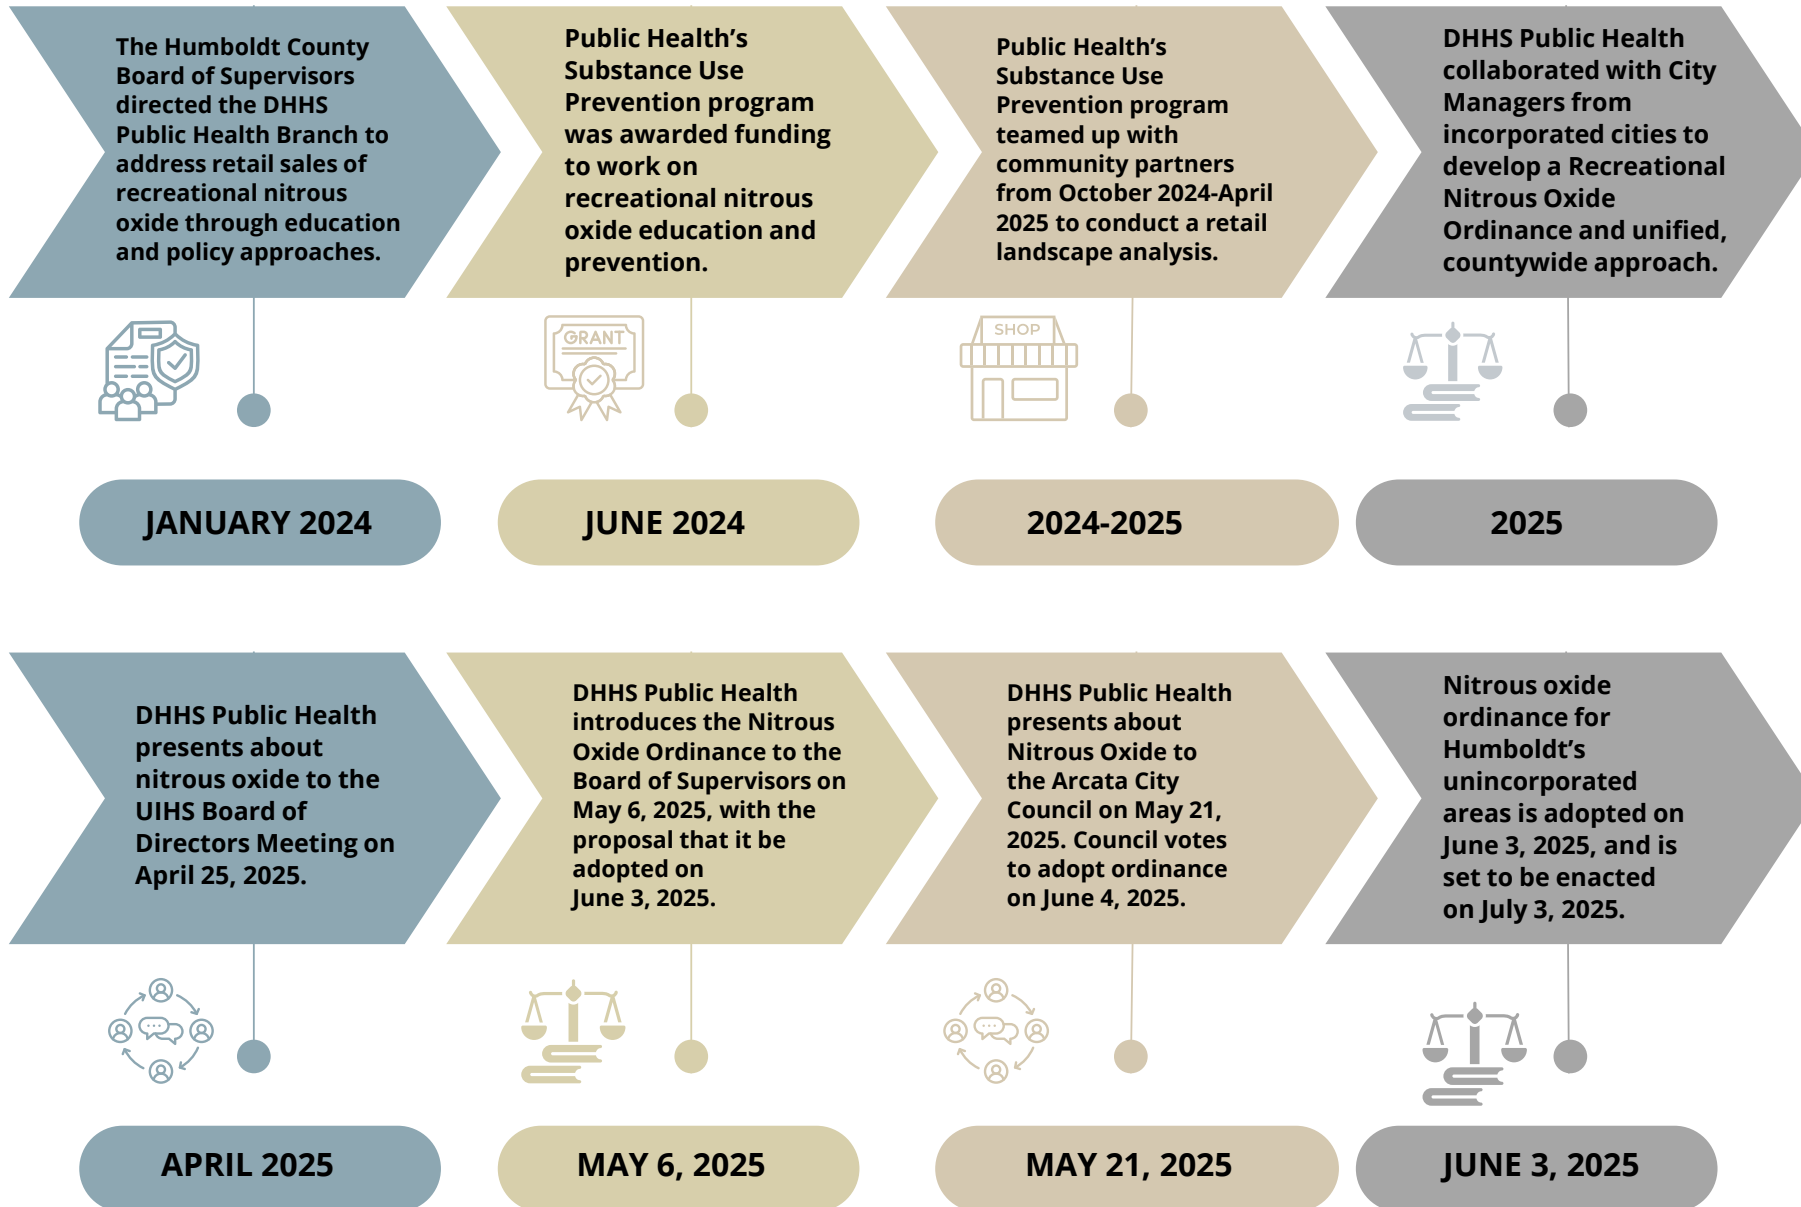 The Humboldt County
Board of Supervisors
directed the DHHS
Public Health Branch to
address retail sales of
recreational nitrous
oxide through education
and policy approaches.
Public Health’s
Substance Use
Prevention program
was awarded funding
to work on
recreational nitrous
oxide education and
prevention.
Public Health’s
Substance Use
Prevention program
teamed up with
community partners
from October 2024-April
2025 to conduct a retail
landscape analysis.
DHHS Public Health
collaborated with City
Managers from
incorporated cities to
develop a Recreational
Nitrous Oxide
Ordinance and unified,
countywide approach.
GRANT
SHOP
JANUARY 2024
JUNE 2024
2024-2025
2025
DHHS Public Health
presents about
nitrous oxide to the
UIHS Board of
Directors Meeting on
April 25, 2025.
DHHS Public Health
introduces the Nitrous
Oxide Ordinance to the
Board of Supervisors on
May 6, 2025, with the
proposal that it be
adopted on
June 3, 2025.
DHHS Public Health
presents about
Nitrous Oxide to
the Arcata City
Council on May 21,
2025. Council votes
to adopt ordinance
on June 4, 2025.
Nitrous oxide
ordinance for
Humboldt’s
unincorporated
areas is adopted on
June 3, 2025, and is
set to be enacted
on July 3, 2025.
APRIL 2025
MAY 6, 2025
MAY 21, 2025
JUNE 3, 2025